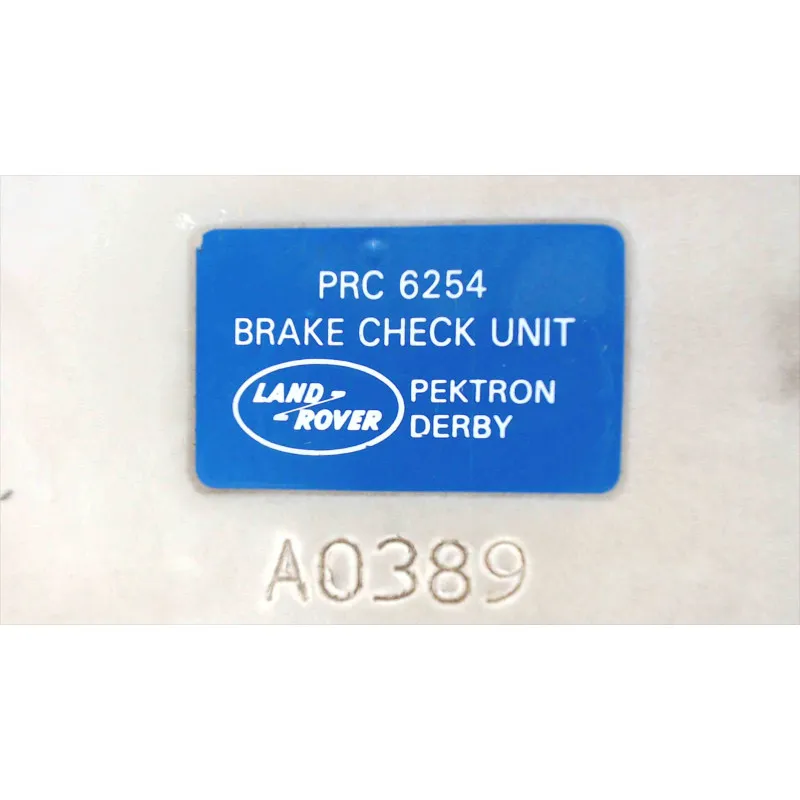 PRC 6254
BRAKE CHECK UNIT
LAND
ROVER
PEKTRON
DERBY
A0389